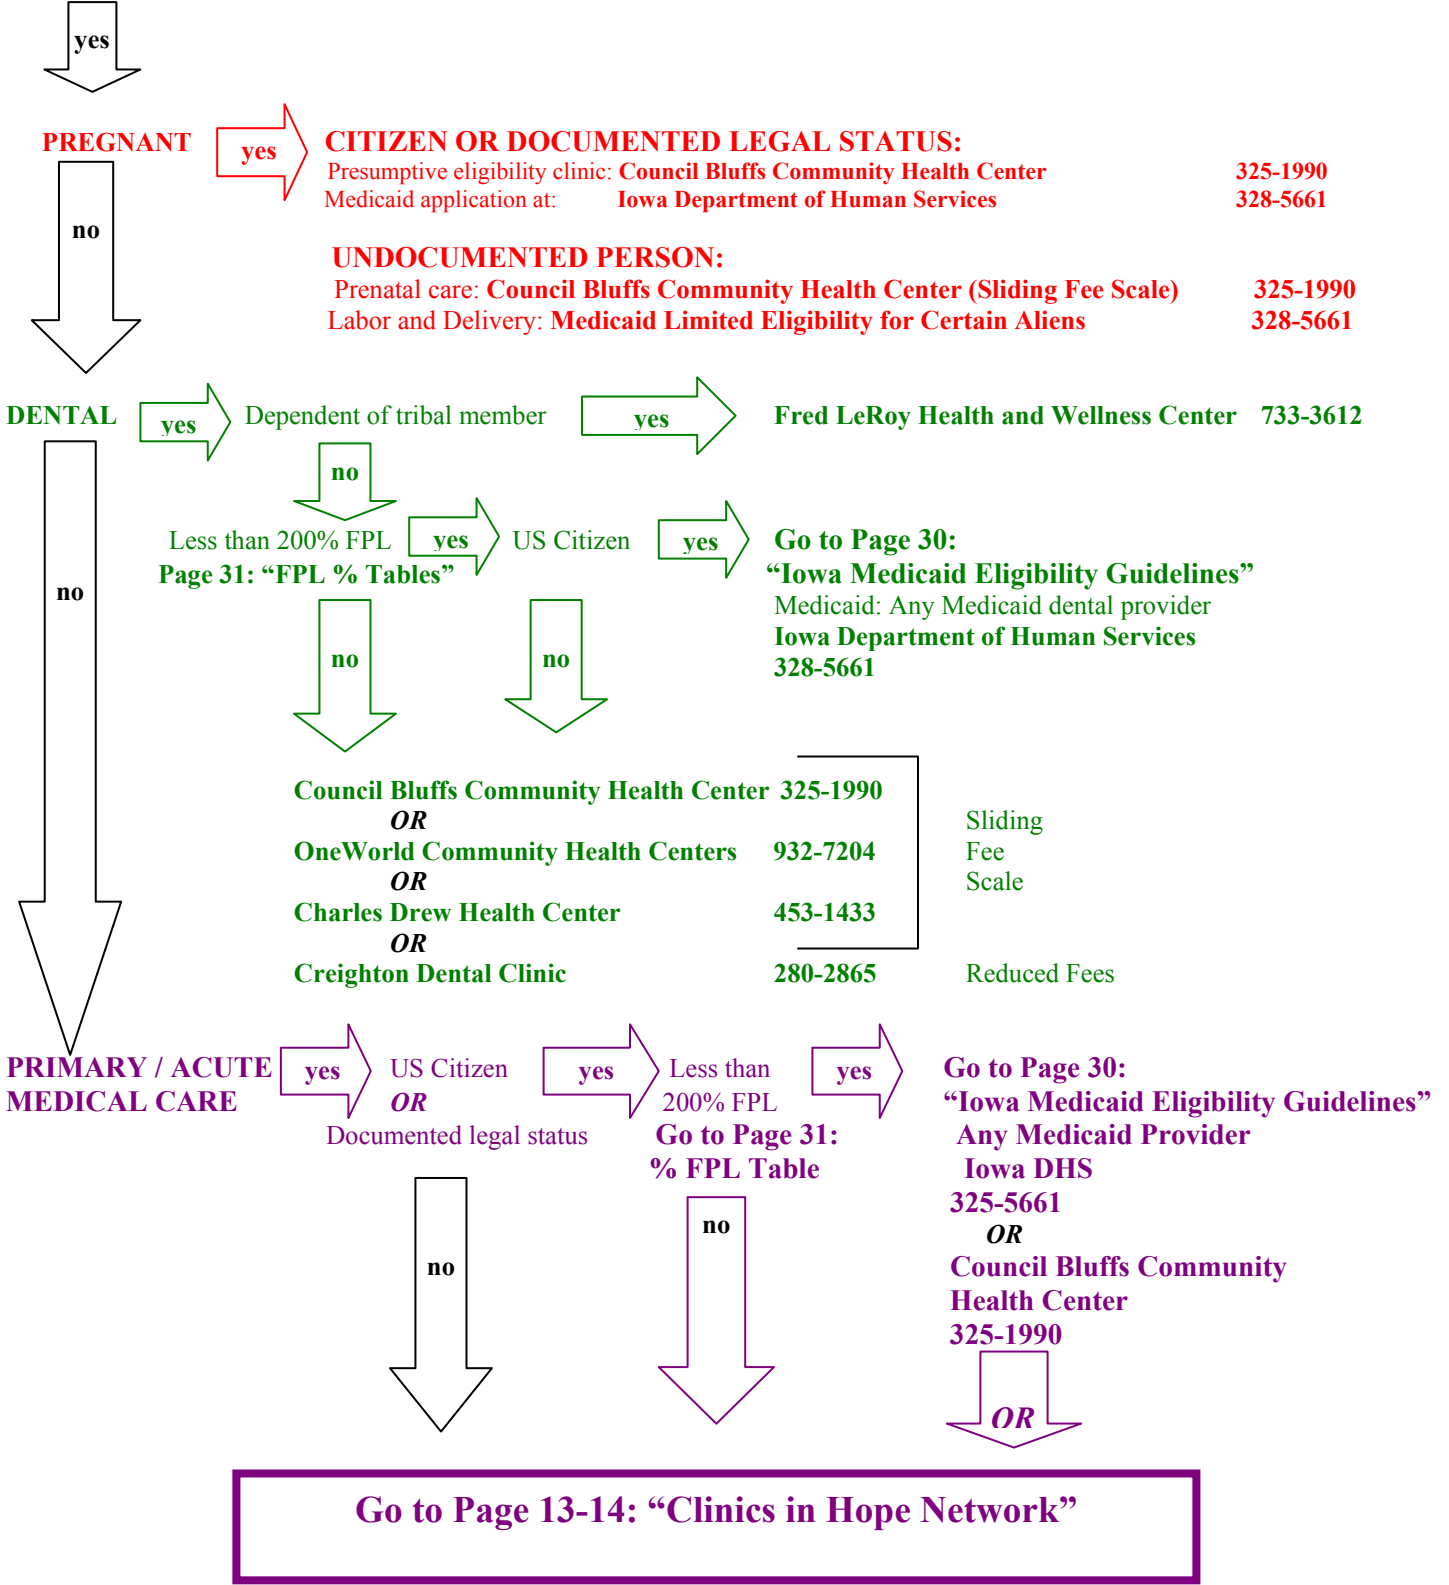 yes
PREGNANT yes CITIZEN OR DOCUMENTED LEGAL STATUS:
Presumptive eligibility clinic: Council Bluffs Community Health Center 325-1990
Medicaid application at: Iowa Department of Human Services 328-5661
no
UNDOCUMENTED PERSON:
Prenatal care: Council Bluffs Community Health Center (Sliding Fee Scale) 325-1990
Labor and Delivery: Medicaid Limited Eligibility for Certain Aliens 328-5661
DENTAL yes Dependent of tribal member yes Fred LeRoy Health and Wellness Center 733-3612
no
Less than 200% FPL yes US Citizen yes Go to Page 30:
Page 31: “FPL % Tables” “Iowa Medicaid Eligibility Guidelines”
no Medicaid: Any Medicaid dental provider
Iowa Department of Human Services
no no 328-5661
Council Bluffs Community Health Center 325-1990
OR Sliding
OneWorld Community Health Centers 932-7204 Fee
OR Scale
Charles Drew Health Center 453-1433
OR
Creighton Dental Clinic 280-2865 Reduced Fees
PRIMARY / ACUTE yes US Citizen yes Less than yes Go to Page 30:
MEDICAL CARE OR 200% FPL “Iowa Medicaid Eligibility Guidelines”
Documented legal status Go to Page 31: Any Medicaid Provider
% FPL Table Iowa DHS
325-5661
no OR
no Council Bluffs Community
Health Center
325-1990
OR
Go to Page 13-14: “Clinics in Hope Network”